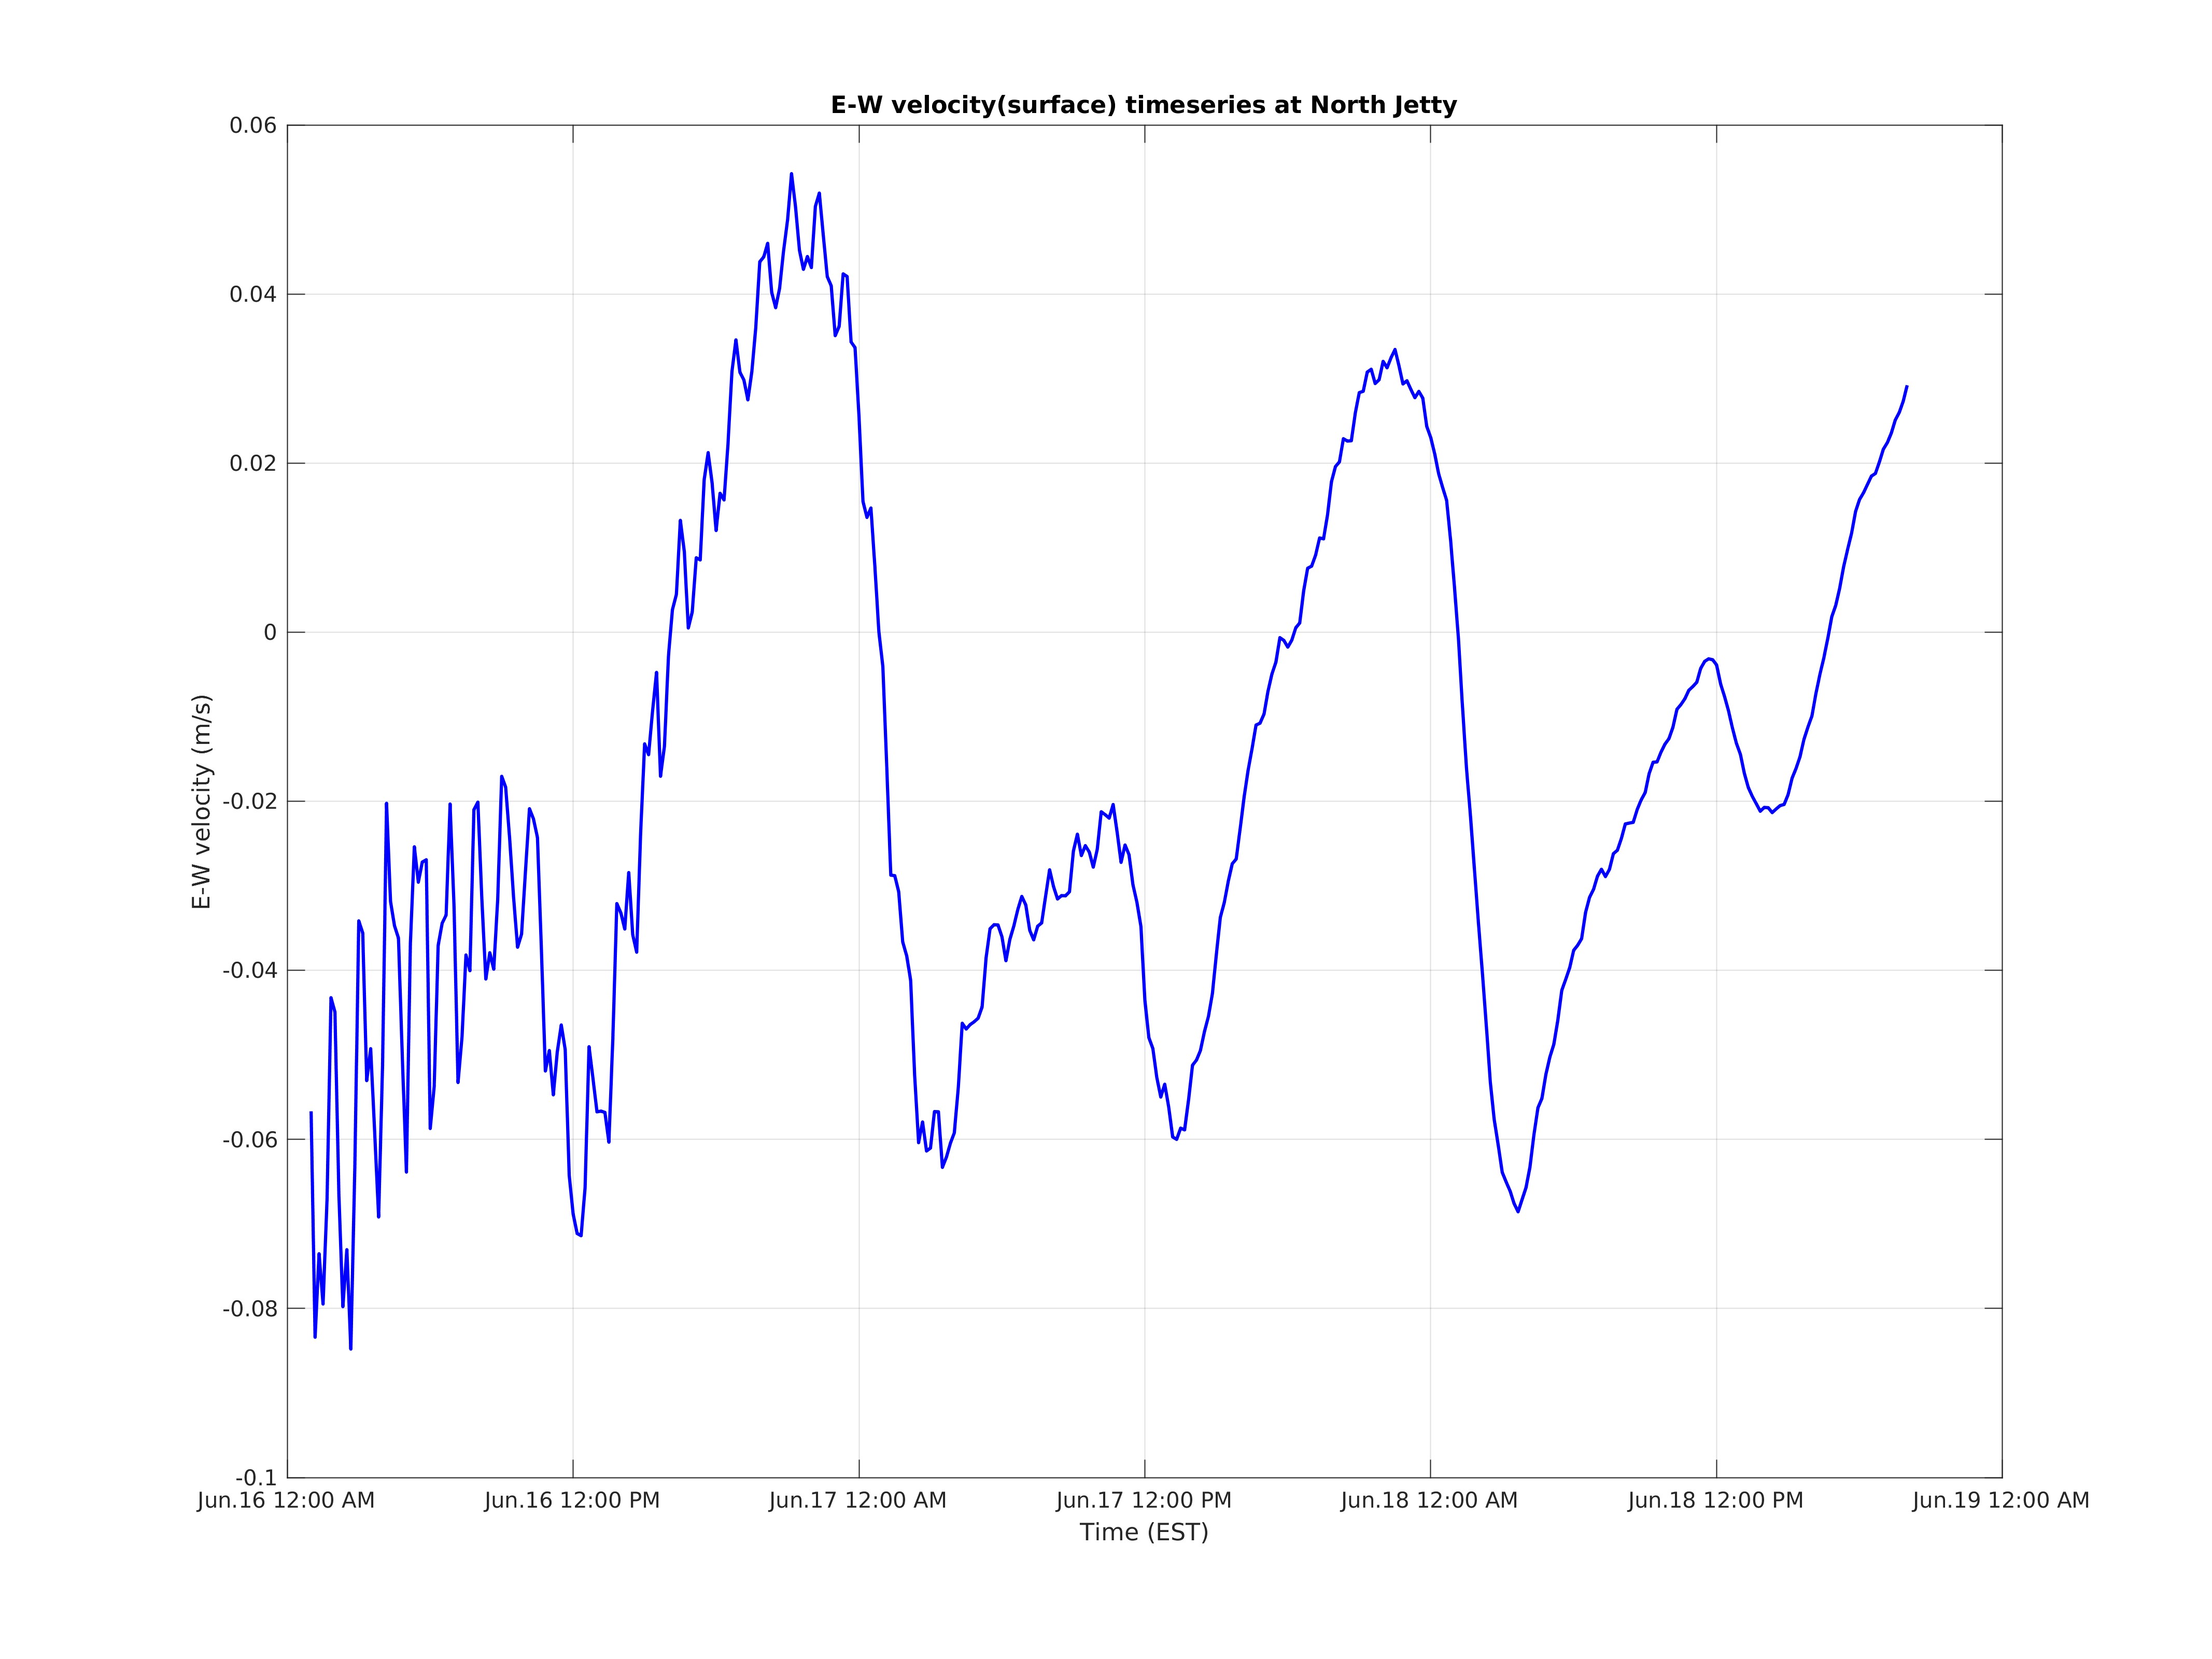 E-W velocity(surface) timeseries at North Jetty
0.06
0.04
0.02
0
-0.02
-0.04
-0.06
-0.08
-0.1
E-W velocity (m/s)
Jun.16 12:00 AM Jun.16 12:00 PM Jun.17 12:00 AM Jun.17 12:00 PM Jun.18 12:00 AM Jun.18 12:00 PM Jun.19 12:00 AM
Time (EST)